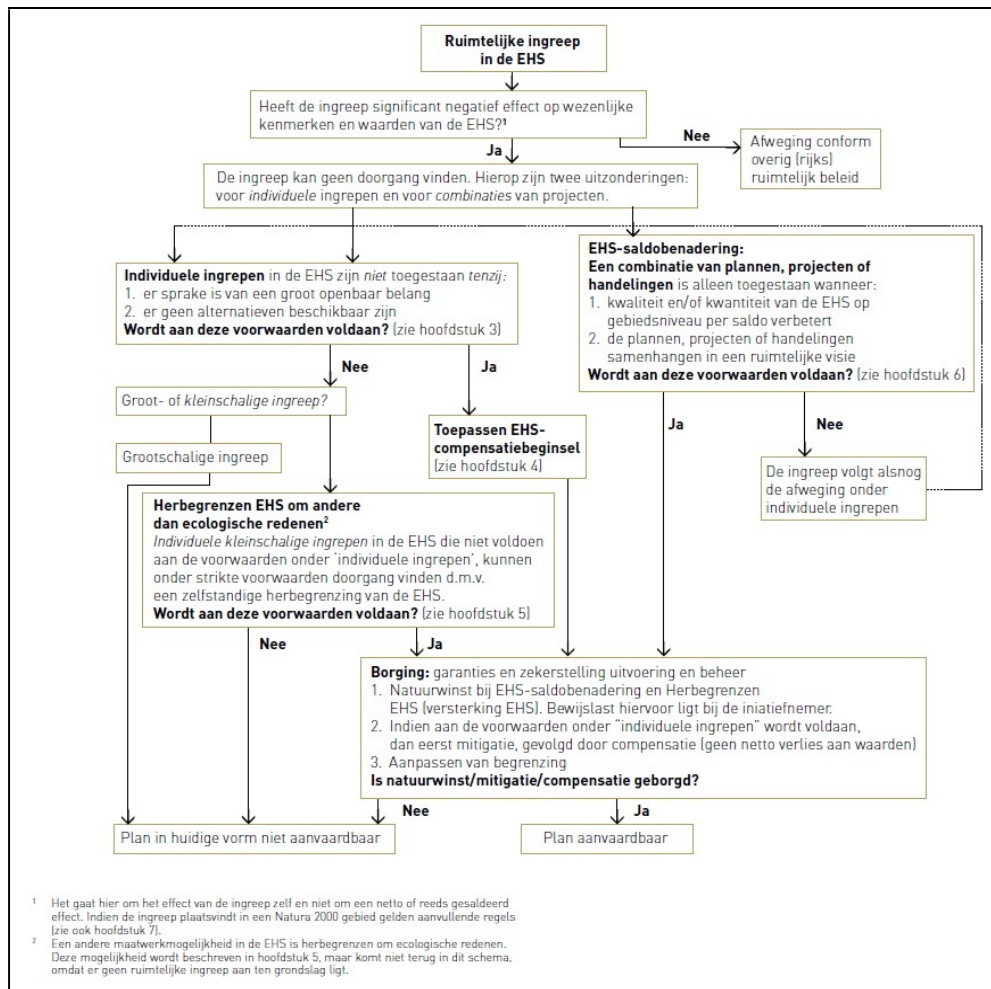 Ruimtelijke ingreep
in de EHS
Heeft de ingreep significant negatief effect op wezenlijke
kenmerken en waarden van de EHS?¹
Nee
Ja
Afweging conform
overig (rijks)
ruimtelijk beleid
De ingreep kan geen doorgang vinden. Hierop zijn twee uitzonderingen:
voor individuele ingrepen en voor combinaties van projecten.
Individuele ingrepen in de EHS zijn niet toegestaan tenzij:
1. er sprake is van een groot openbaar belang
2. er geen alternatieven beschikbaar zijn
Wordt aan deze voorwaarden voldaan? (zie hoofdstuk 3)
EHS-saldobenadering:
Een combinatie van plannen, projecten of
handelingen is alleen toegestaan wanneer:
1. kwaliteit en/of kwantiteit van de EHS op
gebiedsniveau per saldo verbetert
2. de plannen, projecten of handelingen
samenhangen in een ruimtelijke visie
Wordt aan deze voorwaarden voldaan? (zie hoofdstuk 6)
Nee
Ja
Groot- of kleinschalige ingreep?
Grootschalige ingreep
Toepassen EHS-
compensatiebeginsel
(zie hoofdstuk 4)
Ja
Nee
De ingreep volgt alsnog
de afweging onder
individuele ingrepen
Herbegrenzen EHS om andere
dan ecologische redenen²
Individuele kleinschalige ingrepen in de EHS die niet voldoen
aan de voorwaarden onder 'individuele ingrepen', kunnen
onder strikte voorwaarden doorgang vinden d.m.v.
een zelfstandige herbegrenzing van de EHS.
Wordt aan deze voorwaarden voldaan? (zie hoofdstuk 5)
Nee
Ja
Borging: garanties en zekerstelling uitvoering en beheer
1. Natuurwinst bij EHS-saldobenadering en Herbegrenzen
EHS (versterking EHS). Bewijslast hiervoor ligt bij de iniatiefnemer.
2. Indien aan de voorwaarden onder "individuele ingrepen" wordt voldaan,
dan eerst mitigatie, gevolgd door compensatie (geen netto verlies aan waarden)
3. Aanpassen van begrenzing
Is natuurwinst/mitigatie/compensatie geborgd?
Nee
Ja
Plan in huidige vorm niet aanvaardbaar
Plan aanvaardbaar
¹ Het gaat hier om het effect van de ingreep zelf en niet om een netto of reeds gesaldeerd
effect. Indien de ingreep plaatsvindt in een Natura 2000 gebied gelden aanvullende regels
(zie ook hoofdstuk 7).
² Een andere maatwerkmogelijkheid in de EHS is herbegrenzen om ecologische redenen.
Deze mogelijkheid wordt beschreven in hoofdstuk 5, maar komt niet terug in dit schema,
omdat er geen ruimtelijke ingreep aan ten grondslag ligt.